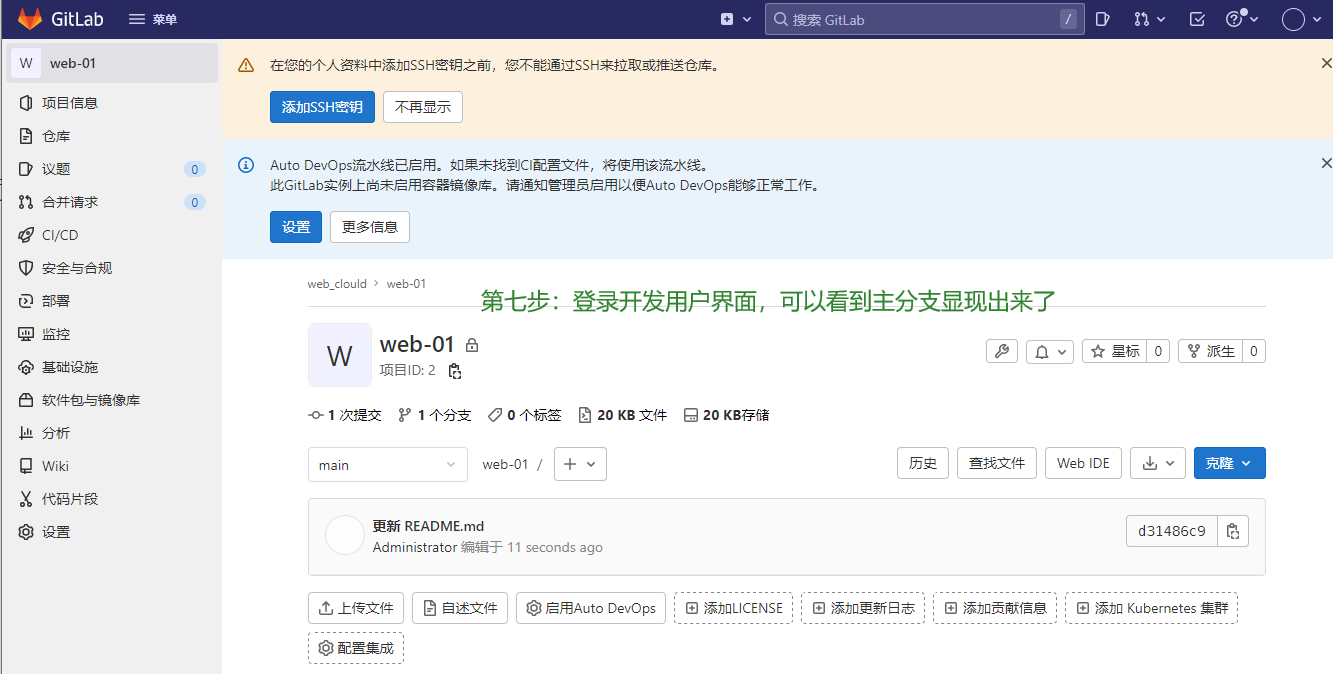 GitLab 菜单 搜索 GitLab /
W web-01
项目信息
仓库
议题 0
合并请求 0
CI/CD
安全与合规
部署
监控
基础设施
软件包与镜像库
分析
Wiki
代码片段
设置
在您的个人资料中添加SSH密钥之前，您不能通过SSH来拉取或推送仓库。
添加SSH密钥 不再显示
Auto DevOps流水线已启用。如果未找到CI配置文件，将使用该流水线。
此GitLab实例上尚未启用容器镜像库。请通知管理员启用以便Auto DevOps能够正常工作。
设置 更多信息
web_clould > web-01
第七步：登录开发用户界面，可以看到主分支显现出来了
W web-01
项目ID: 2
星标 0 派生 0
1 次提交 1 个分支 0 个标签 20 KB 文件 20 KB存储
main web-01 / 历史 查找文件 Web IDE 克隆
更新 README.md
Administrator 编辑于 11 seconds ago
d31486c9
上传文件 自述文件 启用Auto DevOps 添加LICENSE 添加更新日志 添加贡献信息 添加 Kubernetes 集群
配置集成